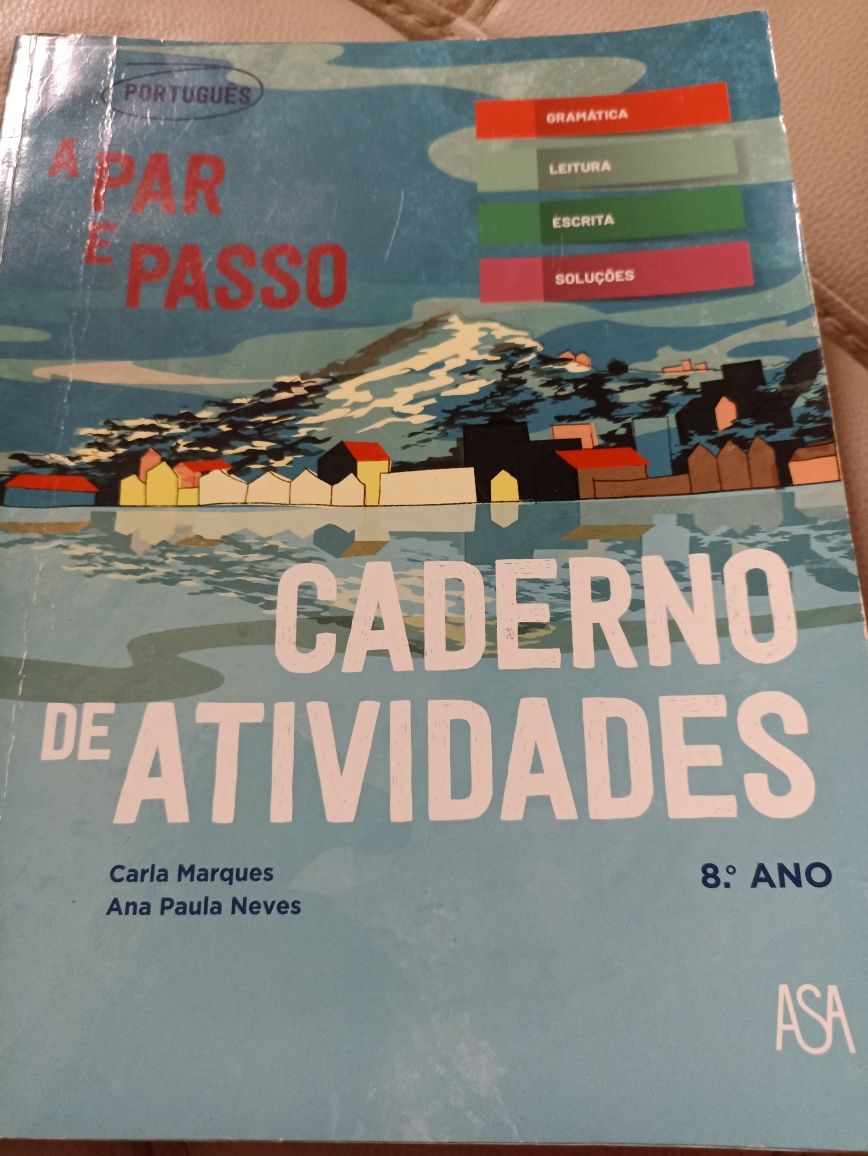 PORTUGUÊS
A PAR
E PASSO
GRAMÁTICA
LEITURA
ESCRITA
SOLUÇÕES
CADERNO
DE ATIVIDADES
Carla Marques
Ana Paula Neves
8.º ANO
ASA